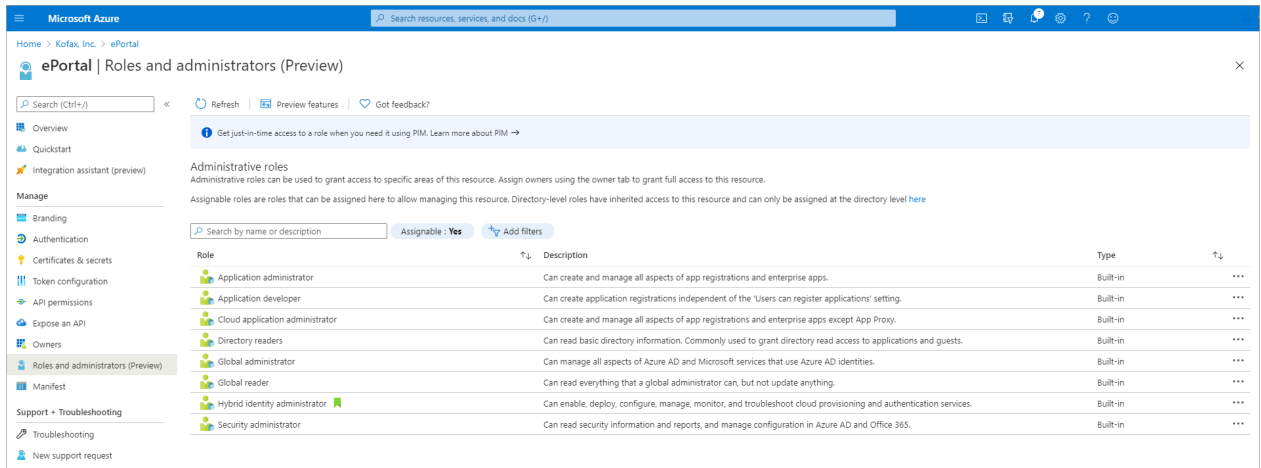 Microsoft Azure
Search resources, services, and docs (G+/)
7
Home > Kofax, Inc. > ePortal
ePortal | Roles and administrators (Preview)
Search (Ctrl+/)
Overview
Quickstart
Integration assistant (preview)
Manage
Branding
Authentication
Certificates & secrets
Token configuration
API permissions
Expose an API
Owners
Roles and administrators (Preview)
Manifest
Support + Troubleshooting
Troubleshooting
New support request
Refresh Preview features Got feedback?
Get just-in-time access to a role when you need it using PIM. Learn more about PIM →
Administrative roles
Administrative roles can be used to grant access to specific areas of this resource. Assign owners using the owner tab to grant full access to this resource.
Assignable roles are roles that can be assigned here to allow managing this resource. Directory-level roles have inherited access to this resource and can only be assigned at the directory level here
Search by name or description Assignable : Yes Add filters
Role Description Type
Application administrator Can create and manage all aspects of app registrations and enterprise apps. Built-in
Application developer Can create application registrations independent of the 'Users can register applications' setting. Built-in
Cloud application administrator Can create and manage all aspects of app registrations and enterprise apps except App Proxy. Built-in
Directory readers Can read basic directory information. Commonly used to grant directory read access to applications and guests. Built-in
Global administrator Can manage all aspects of Azure AD and Microsoft services that use Azure AD identities. Built-in
Global reader Can read everything that a global administrator can, but not update anything. Built-in
Hybrid identity administrator Can enable, deploy, configure, manage, monitor, and troubleshoot cloud provisioning and authentication services. Built-in
Security administrator Can read security information and reports, and manage configuration in Azure AD and Office 365. Built-in